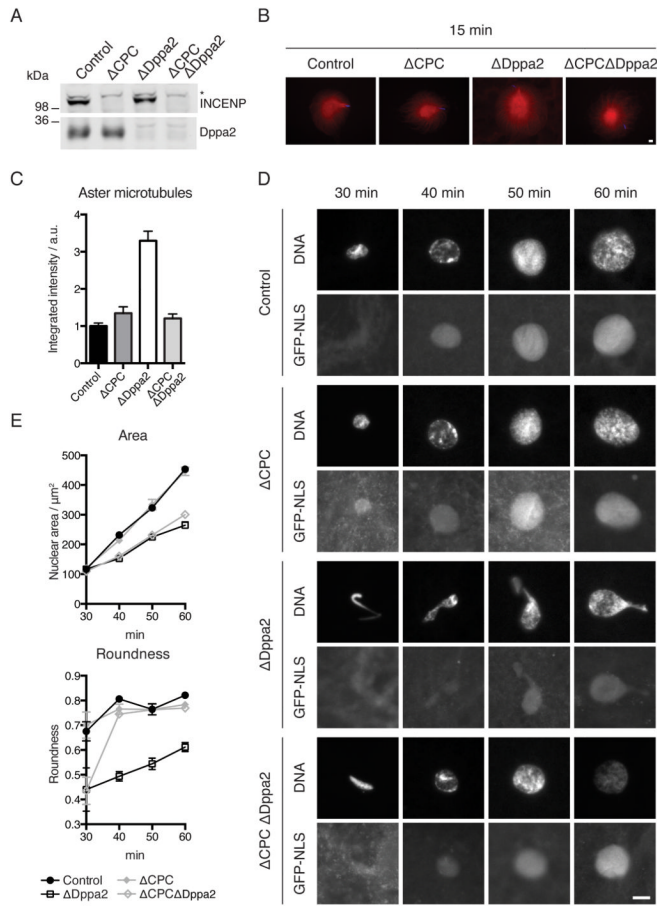 A
Control
ΔCPC
ΔDppa2
ΔCPC
ΔDppa2
kDa
*
98
INCENP
36
Dppa2
B
15 min
Control ΔCPC ΔDppa2 ΔCPCΔDppa2
C
Aster microtubules
Integrated intensity / a.u.
4
3
2
1
0
Control
ΔCPC
ΔDppa2
ΔCPC
ΔDppa2
D
30 min 40 min 50 min 60 min
Control
DNA
GFP-NLS
ΔCPC
DNA
GFP-NLS
ΔDppa2
DNA
GFP-NLS
ΔCPC ΔDppa2
DNA
GFP-NLS
E
Area
Nuclear area / μm²
500
400
300
200
100
0
30 40 50 60
min
Roundness
Roundness
0.9
0.8
0.7
0.6
0.5
0.4
0.3
30 40 50 60
min
Control ΔCPC
ΔDppa2 ΔCPCΔDppa2